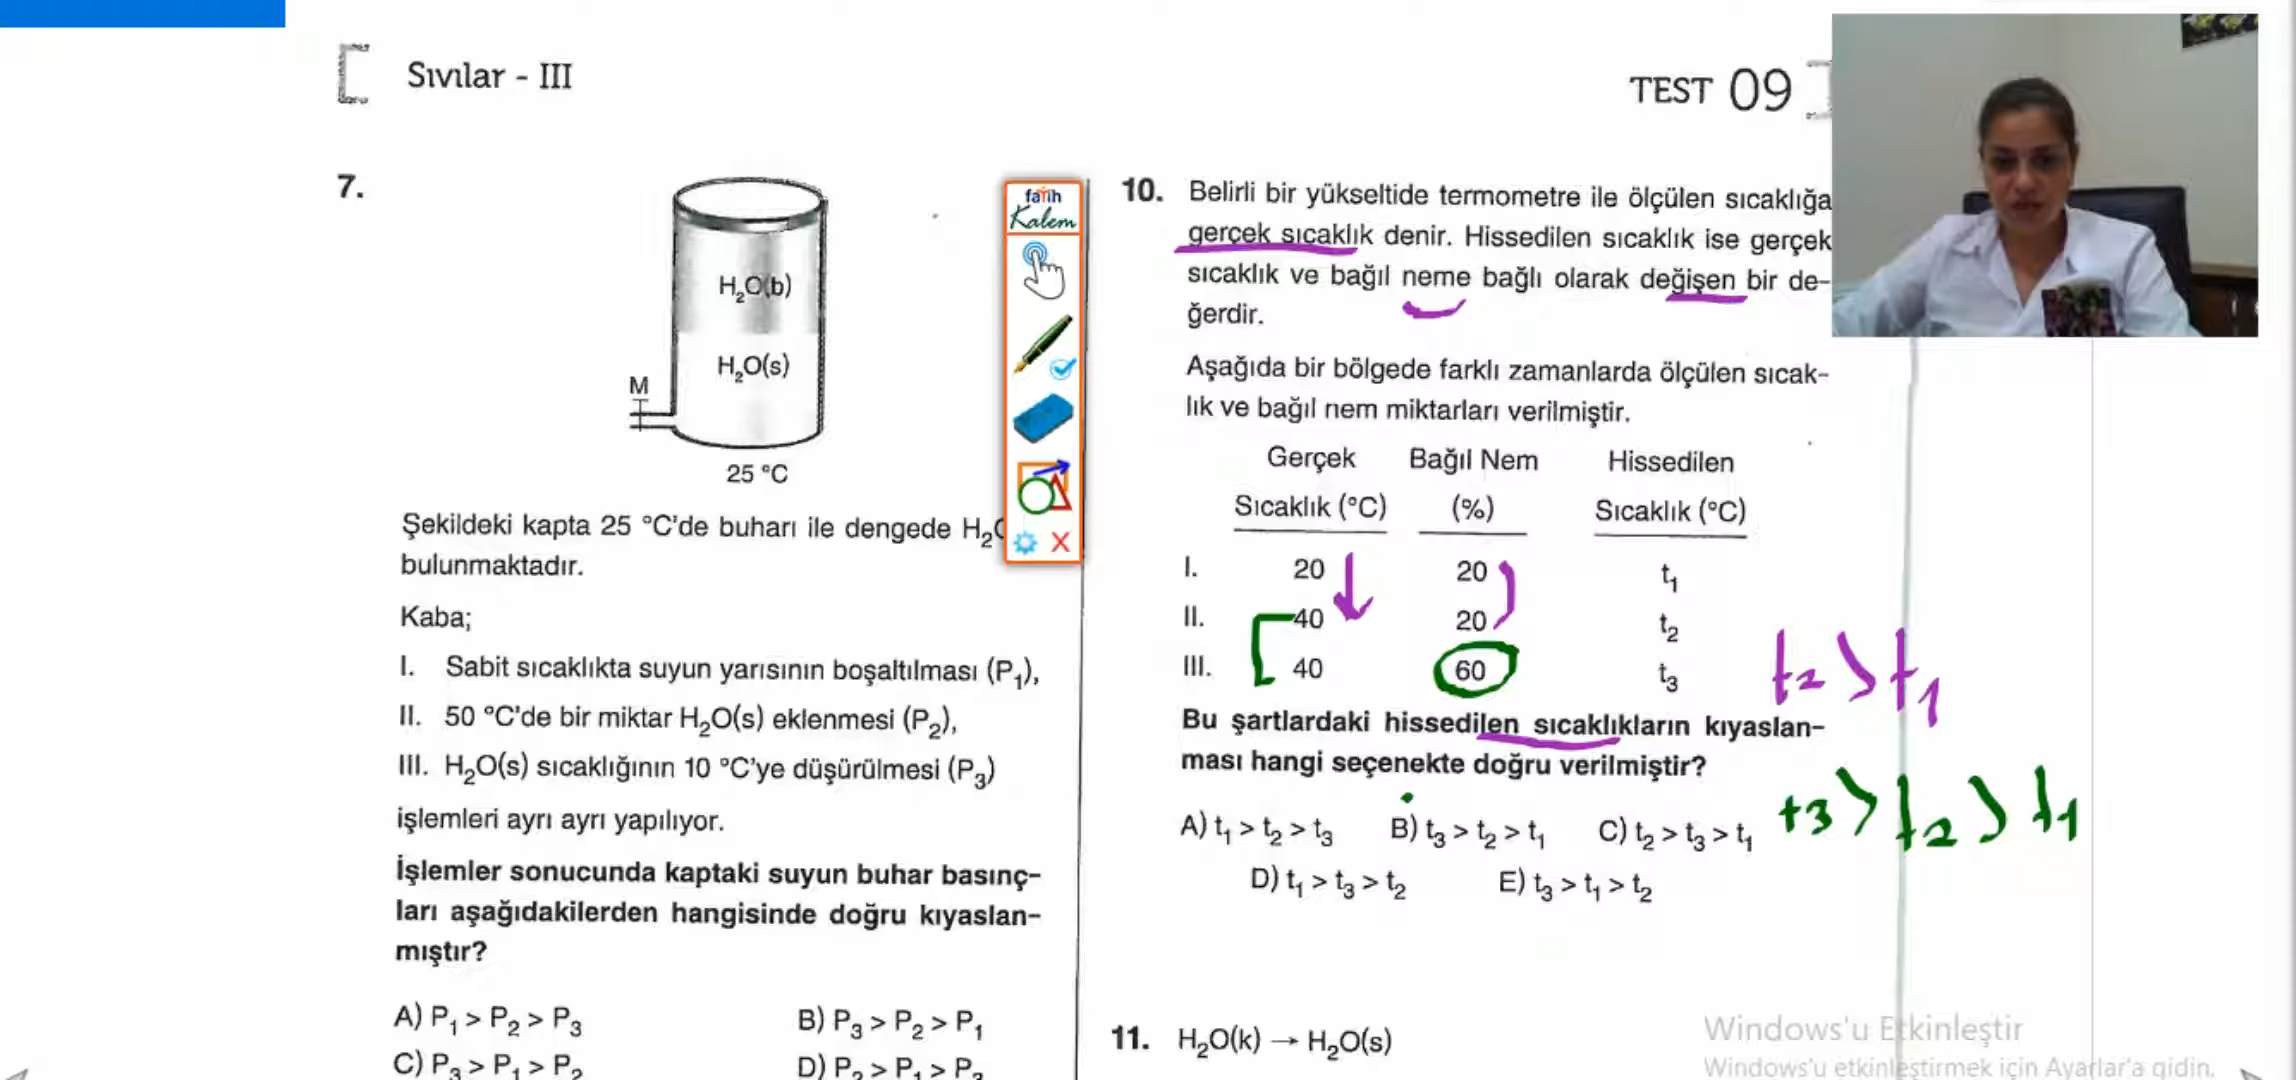 Sıvılar - III
TEST 09
7.
H₂O(b)
H₂O(s)
M
25 °C
Şekildeki kapta 25 °C'de buharı ile dengede H₂
bulunmaktadır.
Kaba;
I. Sabit sıcaklıkta suyun yarısının boşaltılması (P₁),
II. 50 °C'de bir miktar H₂O(s) eklenmesi (P₂),
III. H₂O(s) sıcaklığının 10 °C'ye düşürülmesi (P₃)
işlemleri ayrı ayrı yapılıyor.
İşlemler sonucunda kaptaki suyun buhar basınç-
ları aşağıdakilerden hangisinde doğru kıyaslan-
mıştır?
A) P₁ > P₂ > P₃
B) P₃ > P₂ > P₁
C) P₃ > P₁ > P₂
D) P₂ > P₁ > P₃
fatih
Kalem
10. Belirli bir yükseltide termometre ile ölçülen sıcaklığa
gerçek sıcaklık denir. Hissedilen sıcaklık ise gerçek
sıcaklık ve bağıl neme bağlı olarak değişen bir de-
ğerdir.
Aşağıda bir bölgede farklı zamanlarda ölçülen sıcak-
lık ve bağıl nem miktarları verilmiştir.
Gerçek Bağıl Nem Hissedilen
Sıcaklık (°C) (%) Sıcaklık (°C)
I. 20 20 t₁
II. 40 20 t₂
III. 40 60 t₃
t₂ > t₁
Bu şartlardaki hissedilen sıcaklıkların kıyaslan-
ması hangi seçenekte doğru verilmiştir?
A) t₁ > t₂ > t₃ B) t₃ > t₂ > t₁ C) t₂ > t₃ > t₁
t3 > t2 > t1
D) t₁ > t₃ > t₂ E) t₃ > t₁ > t₂
11. H₂O(k) → H₂O(s)
Windows'u Etkinleştir
Windows'u etkinleştirmek için Ayarlar'a gidin.